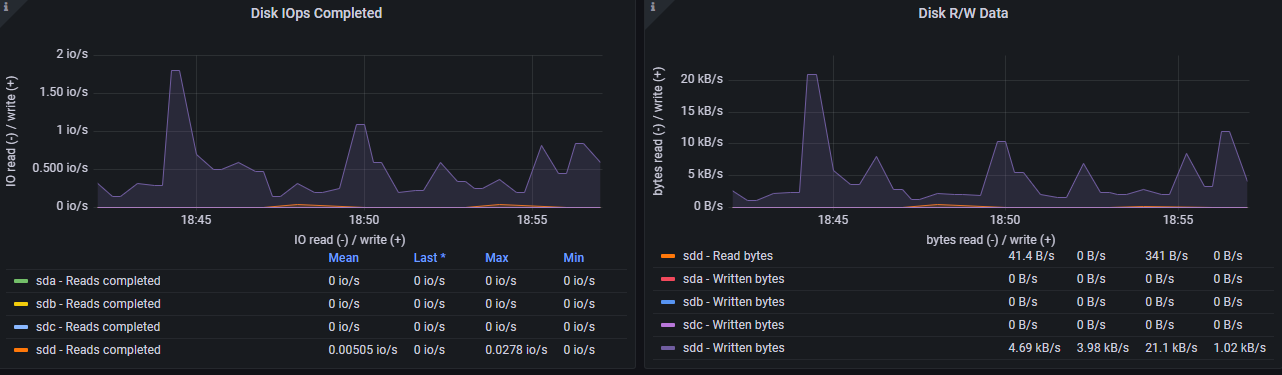 Disk IOps Completed
IO read (-) / write (+)
2 io/s
1.50 io/s
1 io/s
0.500 io/s
0 io/s
18:45 18:50 18:55
IO read (-) / write (+)
Mean Last * Max Min
sda - Reads completed 0 io/s 0 io/s 0 io/s 0 io/s
sdb - Reads completed 0 io/s 0 io/s 0 io/s 0 io/s
sdc - Reads completed 0 io/s 0 io/s 0 io/s 0 io/s
sdd - Reads completed 0.00505 io/s 0 io/s 0.0278 io/s 0 io/s
Disk R/W Data
bytes read (-) / write (+)
20 kB/s
15 kB/s
10 kB/s
5 kB/s
0 B/s
18:45 18:50 18:55
bytes read (-) / write (+)
sdd - Read bytes 41.4 B/s 0 B/s 341 B/s 0 B/s
sda - Written bytes 0 B/s 0 B/s 0 B/s 0 B/s
sdb - Written bytes 0 B/s 0 B/s 0 B/s 0 B/s
sdc - Written bytes 0 B/s 0 B/s 0 B/s 0 B/s
sdd - Written bytes 4.69 kB/s 3.98 kB/s 21.1 kB/s 1.02 kB/s